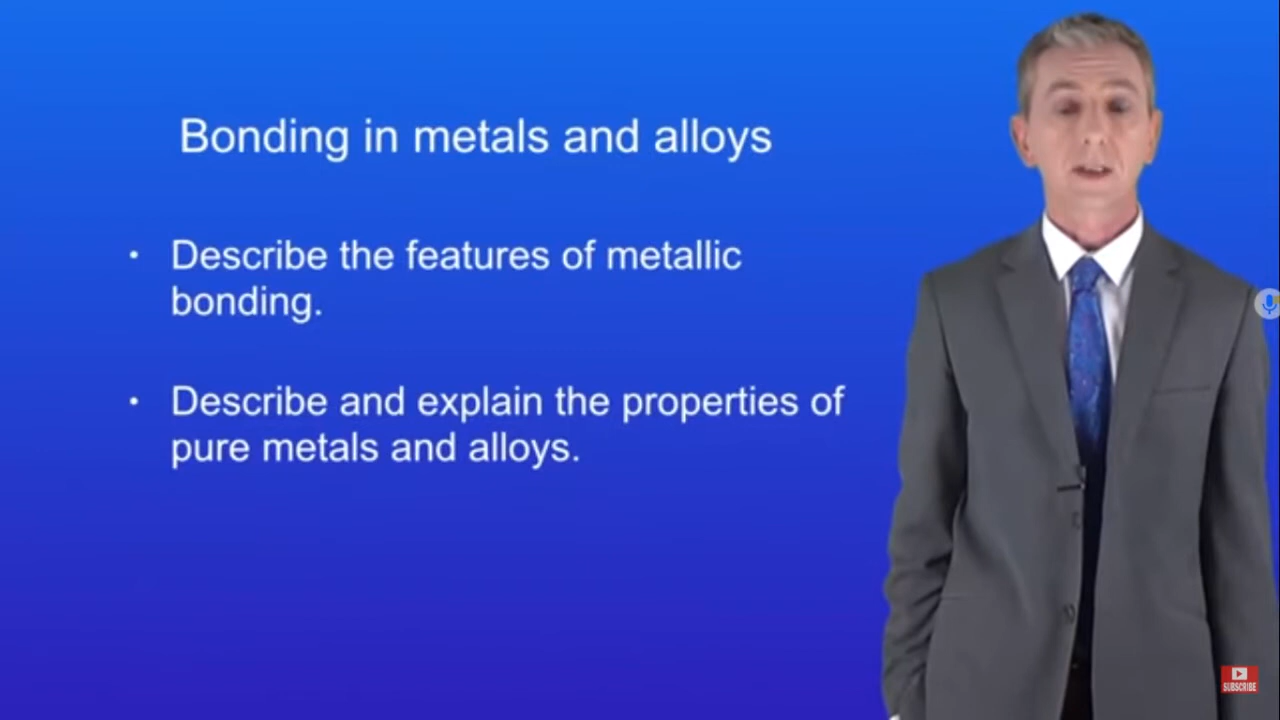 Bonding in metals and alloys
• Describe the features of metallic
bonding.
• Describe and explain the properties of
pure metals and alloys.
SUBSCRIBE